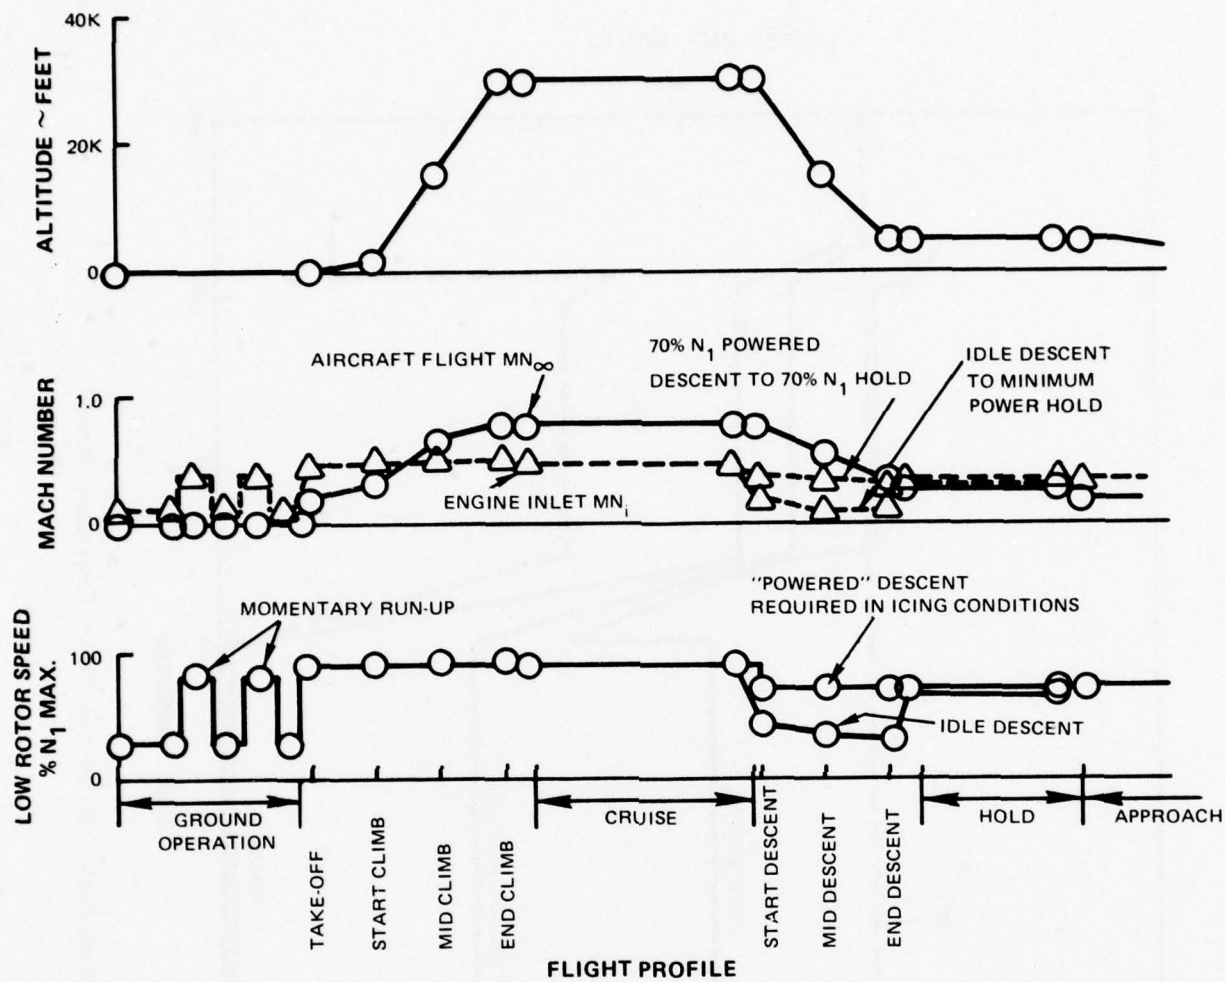 40K
20K
0
ALTITUDE ~ FEET
AIRCRAFT FLIGHT MN∞
70% N1 POWERED
DESCENT TO 70% N1 HOLD
IDLE DESCENT
TO MINIMUM
POWER HOLD
1.0
0
MACH NUMBER
ENGINE INLET MNi
"POWERED" DESCENT
REQUIRED IN ICING CONDITIONS
MOMENTARY RUN-UP
100
0
LOW ROTOR SPEED
% N1 MAX.
IDLE DESCENT
GROUND
OPERATION
TAKE-OFF
START CLIMB
MID CLIMB
END CLIMB
CRUISE
START DESCENT
MID DESCENT
END DESCENT
HOLD
APPROACH
FLIGHT PROFILE